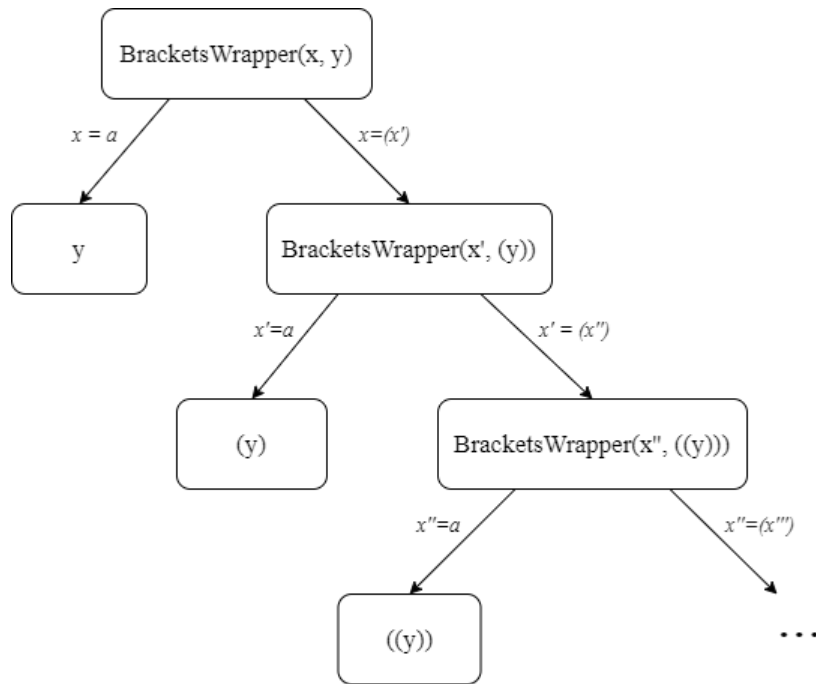 BracketsWrapper(x, y)
x = a
x=(x')
y
BracketsWrapper(x', (y))
x'=a
x' = (x'')
(y)
BracketsWrapper(x'', ((y)))
x''=a
x''=(x''')
((y))
...